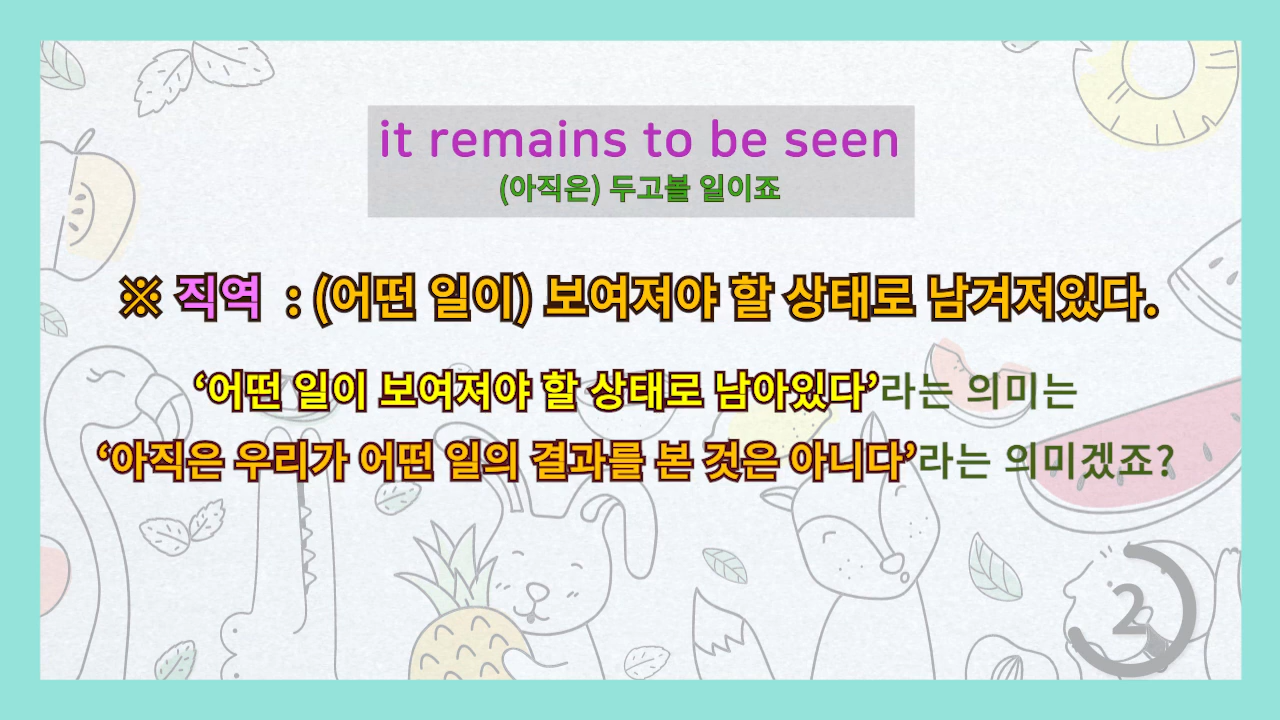 it remains to be seen
(아직은) 두고볼 일이죠
※ 직역 : (어떤 일이) 보여져야 할 상태로 남겨져있다.
‘어떤 일이 보여져야 할 상태로 남아있다’라는 의미는
‘아직은 우리가 어떤 일의 결과를 본 것은 아니다’라는 의미겠죠?
2